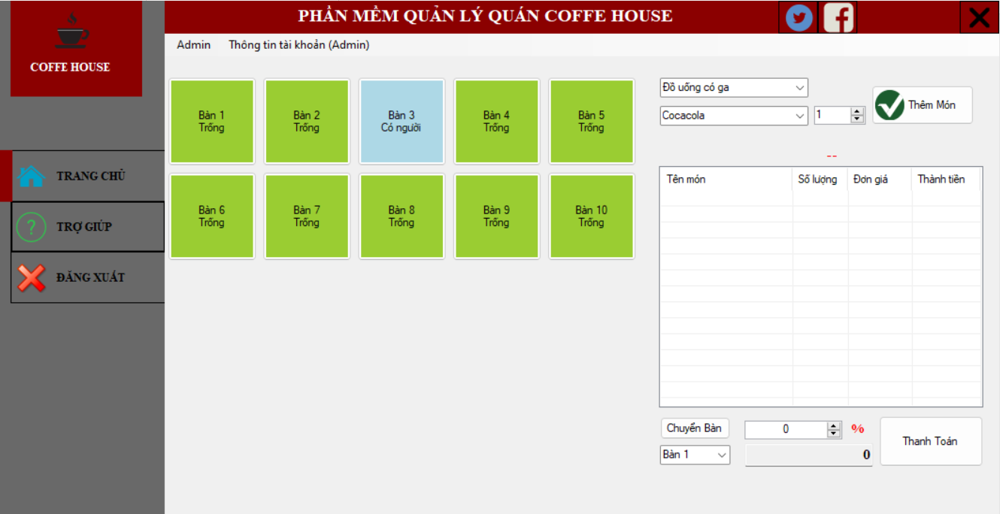 PHẦN MỀM QUẢN LÝ QUÁN COFFE HOUSE
COFFE HOUSE
Admin Thông tin tài khoản (Admin)
TRANG CHỦ
TRỢ GIÚP
ĐĂNG XUẤT
Bàn 1
Trống
Bàn 2
Trống
Bàn 3
Có người
Bàn 4
Trống
Bàn 5
Trống
Bàn 6
Trống
Bàn 7
Trống
Bàn 8
Trống
Bàn 9
Trống
Bàn 10
Trống
Đồ uống có ga
Cocacola 1
Thêm Món
--
Tên món Số lượng Đơn giá Thành tiền
Chuyển Bàn 0 %
Bàn 1 0
Thanh Toán